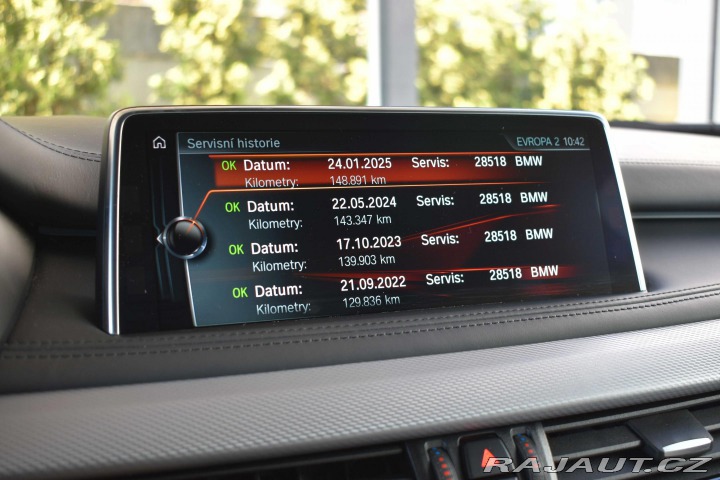 Servisní historie EVROPA 2 10:42
OK Datum: 24.01.2025 Servis: 28518 BMW
Kilometry: 148.891 km
OK Datum: 22.05.2024 Servis: 28518 BMW
Kilometry: 143.347 km
OK Datum: 17.10.2023 Servis: 28518 BMW
Kilometry: 139.903 km
OK Datum: 21.09.2022 Servis: 28518 BMW
Kilometry: 129.836 km
RAJAUT.CZ